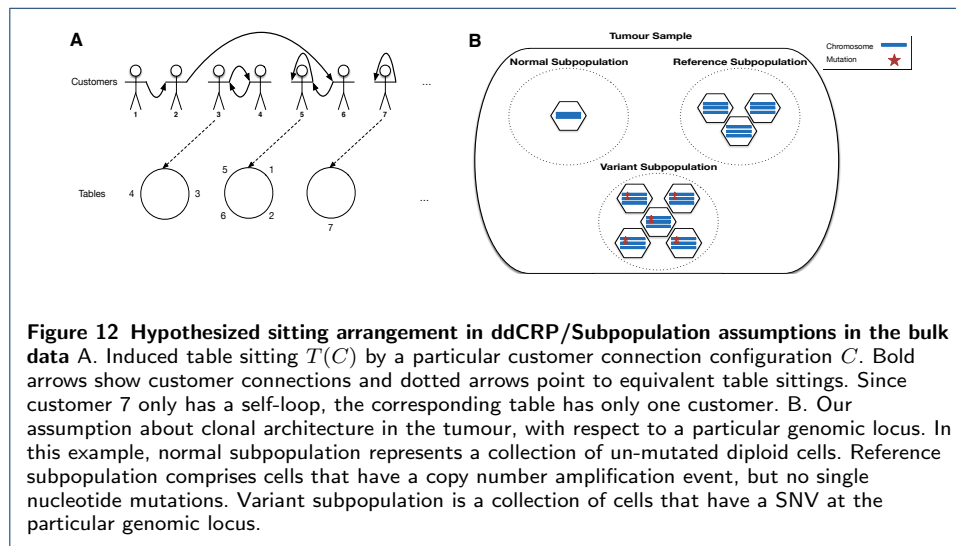 A
Customers
1 2 3 4 5 6 7 ...
Tables
4 3 5 1 6 2 7 ...
B
Tumour Sample
Normal Subpopulation
Reference Subpopulation
Variant Subpopulation
Chromosome
Mutation
Figure 12 Hypothesized sitting arrangement in ddCRP/Subpopulation assumptions in the bulk
data A. Induced table sitting T(C) by a particular customer connection configuration C. Bold
arrows show customer connections and dotted arrows point to equivalent table sittings. Since
customer 7 only has a self-loop, the corresponding table has only one customer. B. Our
assumption about clonal architecture in the tumour, with respect to a particular genomic locus. In
this example, normal subpopulation represents a collection of un-mutated diploid cells. Reference
subpopulation comprises cells that have a copy number amplification event, but no single
nucleotide mutations. Variant subpopulation is a collection of cells that have a SNV at the
particular genomic locus.